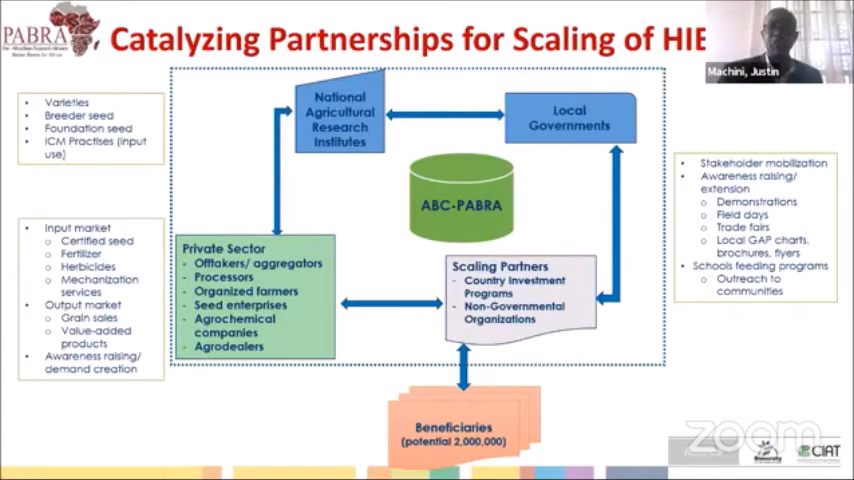 PABRA
Catalyzing Partnerships for Scaling of HIB
Machini, Justin
• Varieties
• Breeder seed
• Foundation seed
• ICM Practises (input
use)
National
Agricultural
Research
Institutes
Local
Governments
ABC-PABRA
• Stakeholder mobilization
• Awareness raising/
extension
o Demonstrations
o Field days
o Trade fairs
o Local GAP charts,
brochures, flyers
• Schools feeding programs
o Outreach to
communities
• Input market
o Certified seed
o Fertilizer
o Herbicides
o Mechanization
services
• Output market
o Grain sales
o Value-added
products
• Awareness raising/
demand creation
Private Sector
- Offtakers/ aggregators
- Processors
- Organized farmers
- Seed enterprises
- Agrochemical
companies
- Agrodealers
Scaling Partners
- Country Investment
Programs
- Non-Governmental
Organizations
Beneficiaries
(potential 2,000,000)
zoom
CIAT